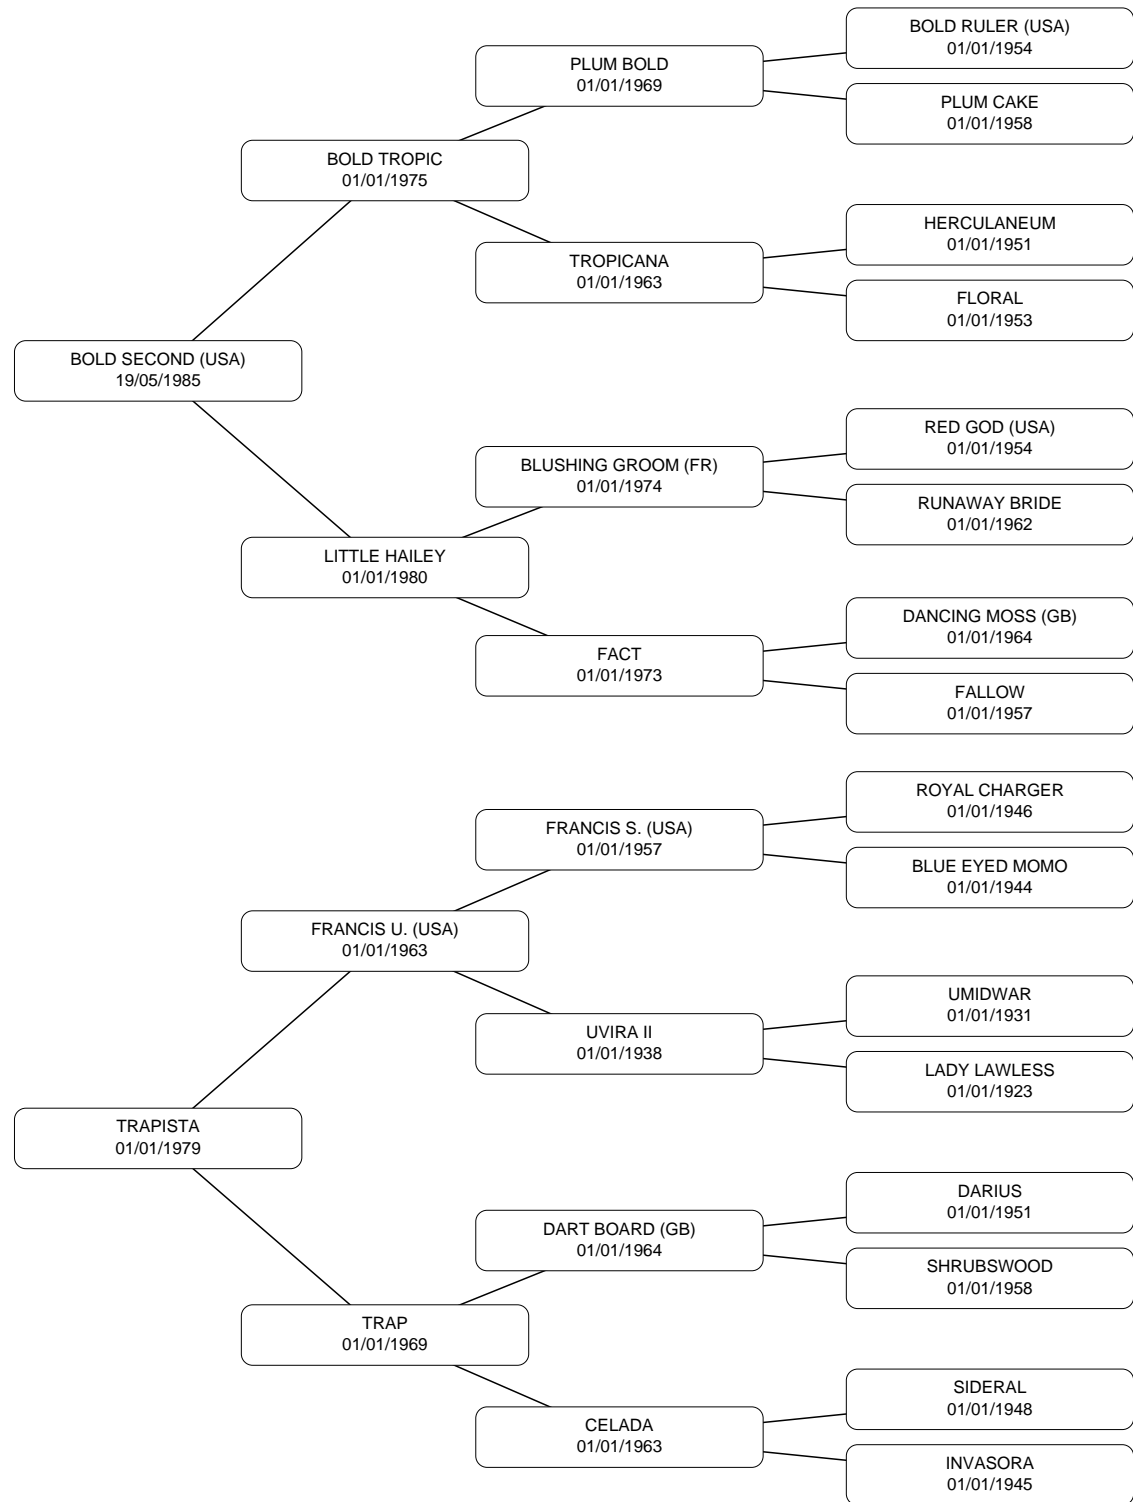 BOLD RULER (USA)
01/01/1954
PLUM BOLD
01/01/1969
PLUM CAKE
01/01/1958
BOLD TROPIC
01/01/1975
HERCULANEUM
01/01/1951
TROPICANA
01/01/1963
FLORAL
01/01/1953
BOLD SECOND (USA)
19/05/1985
RED GOD (USA)
01/01/1954
BLUSHING GROOM (FR)
01/01/1974
RUNAWAY BRIDE
01/01/1962
LITTLE HAILEY
01/01/1980
DANCING MOSS (GB)
01/01/1964
FACT
01/01/1973
FALLOW
01/01/1957
ROYAL CHARGER
01/01/1946
FRANCIS S. (USA)
01/01/1957
BLUE EYED MOMO
01/01/1944
FRANCIS U. (USA)
01/01/1963
UMIDWAR
01/01/1931
UVIRA II
01/01/1938
LADY LAWLESS
01/01/1923
TRAPISTA
01/01/1979
DARIUS
01/01/1951
DART BOARD (GB)
01/01/1964
SHRUBSWOOD
01/01/1958
TRAP
01/01/1969
SIDERAL
01/01/1948
CELADA
01/01/1963
INVASORA
01/01/1945